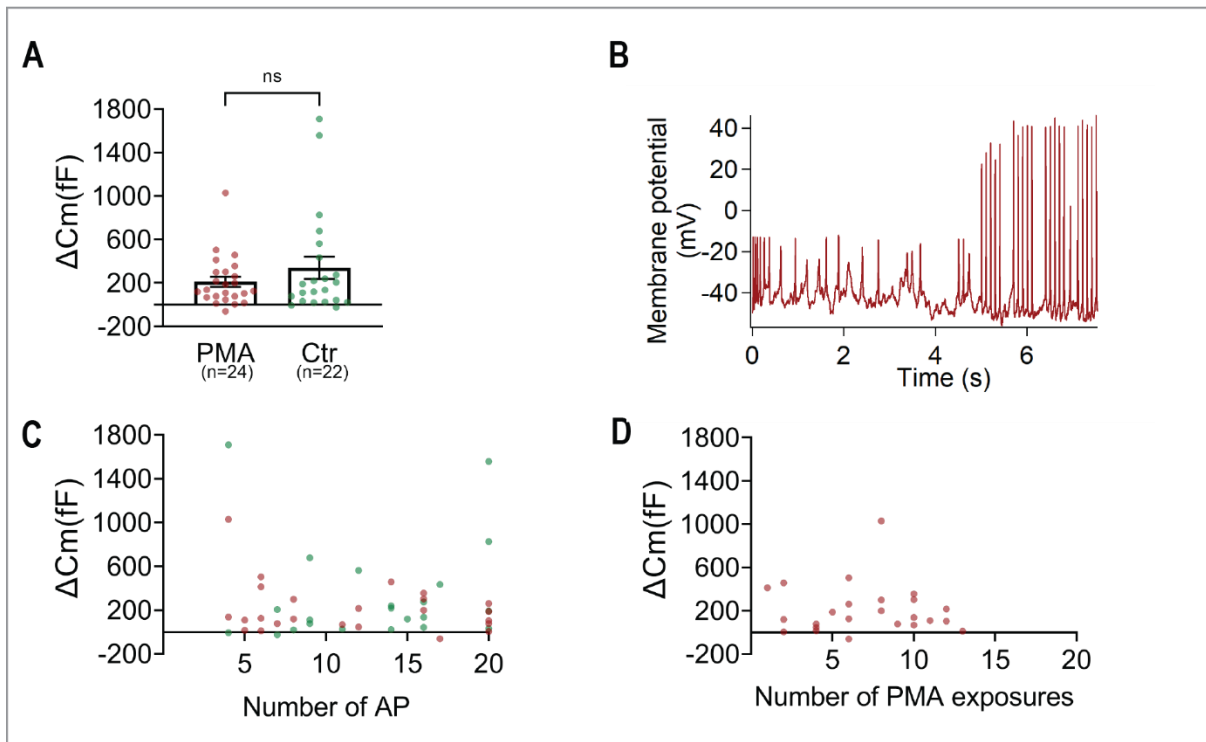 A
ns
1800
1400
1000
600
200
-200
ΔCm(fF)
PMA
(n=24)
Ctr
(n=22)
B
40
20
0
-20
-40
Membrane potential
(mV)
0
2
4
6
Time (s)
C
1800
1400
1000
600
200
-200
ΔCm(fF)
5
10
15
20
Number of AP
D
1800
1400
1000
600
200
-200
ΔCm(fF)
5
10
15
20
Number of PMA exposures